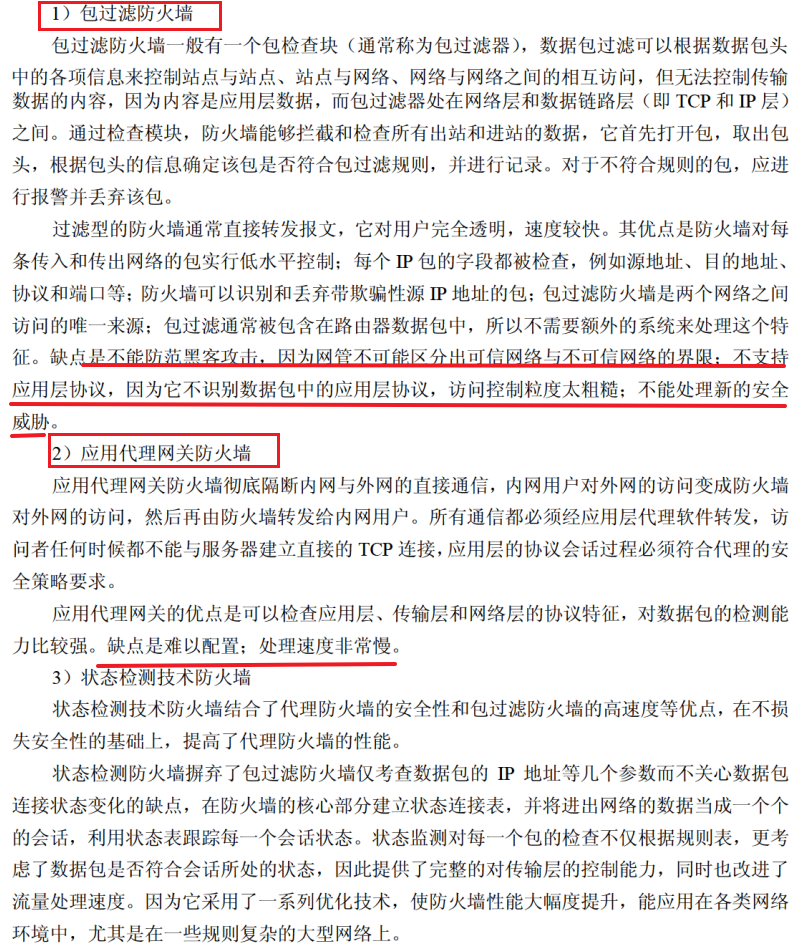 1）包过滤防火墙
包过滤防火墙一般有一个包检查块（通常称为包过滤器），数据包过滤可以根据数据包头
中的各项信息来控制站点与站点、站点与网络、网络与网络之间的相互访问，但无法控制传输
数据的内容，因为内容是应用层数据，而包过滤器处在网络层和数据链路层（即 TCP 和 IP 层）
之间。通过检查模块，防火墙能够拦截和检查所有出站和进站的数据，它首先打开包，取出包
头，根据包头的信息确定该包是否符合包过滤规则，并进行记录。对于不符合规则的包，应进
行报警并丢弃该包。
过滤型的防火墙通常直接转发报文，它对用户完全透明，速度较快。其优点是防火墙对每
条传入和传出网络的包实行低水平控制；每个 IP 包的字段都被检查，例如源地址、目的地址、
协议和端口等；防火墙可以识别和丢弃带欺骗性源 IP 地址的包；包过滤防火墙是两个网络之间
访问的唯一来源；包过滤通常被包含在路由器数据包中，所以不需要额外的系统来处理这个特
征。缺点是不能防范黑客攻击，因为网管不可能区分出可信网络与不可信网络的界限；不支持
应用层协议，因为它不识别数据包中的应用层协议，访问控制粒度太粗糙；不能处理新的安全
威胁。
2）应用代理网关防火墙
应用代理网关防火墙彻底隔断内网与外网的直接通信，内网用户对外网的访问变成防火墙
对外网的访问，然后再由防火墙转发给内网用户。所有通信都必须经应用层代理软件转发，访
问者任何时候都不能与服务器建立直接的 TCP 连接，应用层的协议会话过程必须符合代理的安
全策略要求。
应用代理网关的优点是可以检查应用层、传输层和网络层的协议特征，对数据包的检测能
力比较强。缺点是难以配置；处理速度非常慢。
3）状态检测技术防火墙
状态检测技术防火墙结合了代理防火墙的安全性和包过滤防火墙的高速度等优点，在不损
失安全性的基础上，提高了代理防火墙的性能。
状态检测防火墙摒弃了包过滤防火墙仅考查数据包的 IP 地址等几个参数而不关心数据包
连接状态变化的缺点，在防火墙的核心部分建立状态连接表，并将进出网络的数据当成一个个
的会话，利用状态表跟踪每一个会话状态。状态监测对每一个包的检查不仅根据规则表，更考
虑了数据包是否符合会话所处的状态，因此提供了完整的对传输层的控制能力，同时也改进了
流量处理速度。因为它采用了一系列优化技术，使防火墙性能大幅度提升，能应用在各类网络
环境中，尤其是在一些规则复杂的大型网络上。